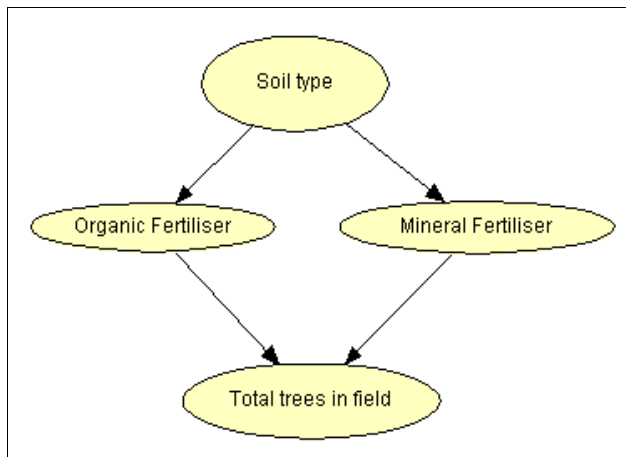 Soil type
Organic Fertiliser
Mineral Fertiliser
Total trees in field